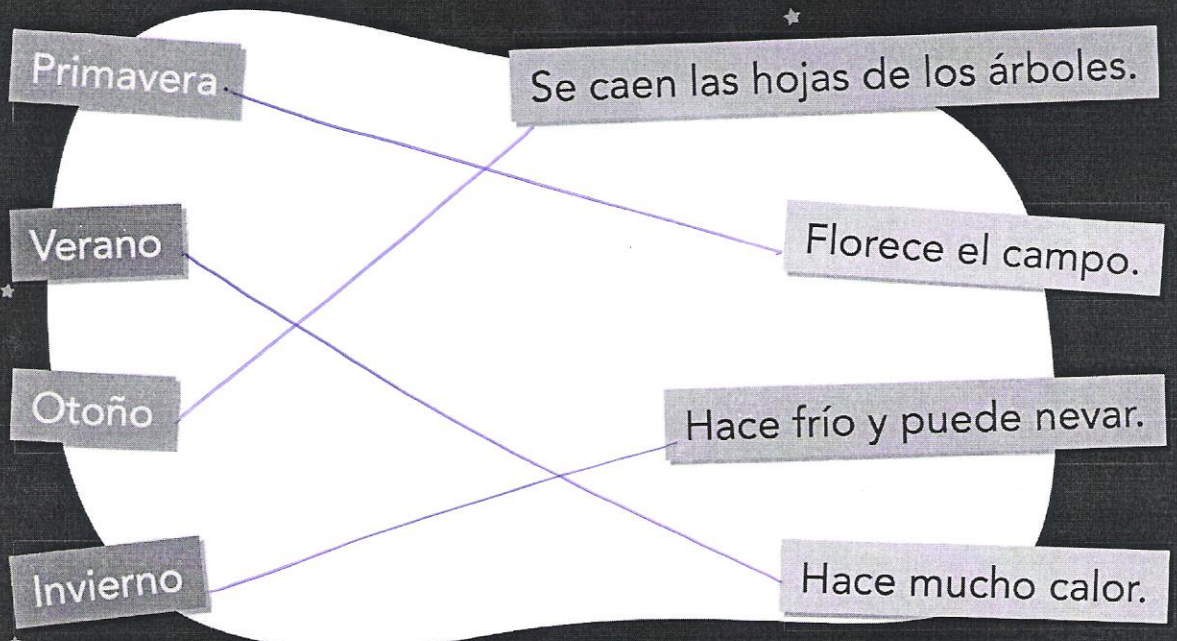 Primavera
Se caen las hojas de los árboles.
Verano
Florece el campo.
Otoño
Hace frío y puede nevar.
Invierno
Hace mucho calor.